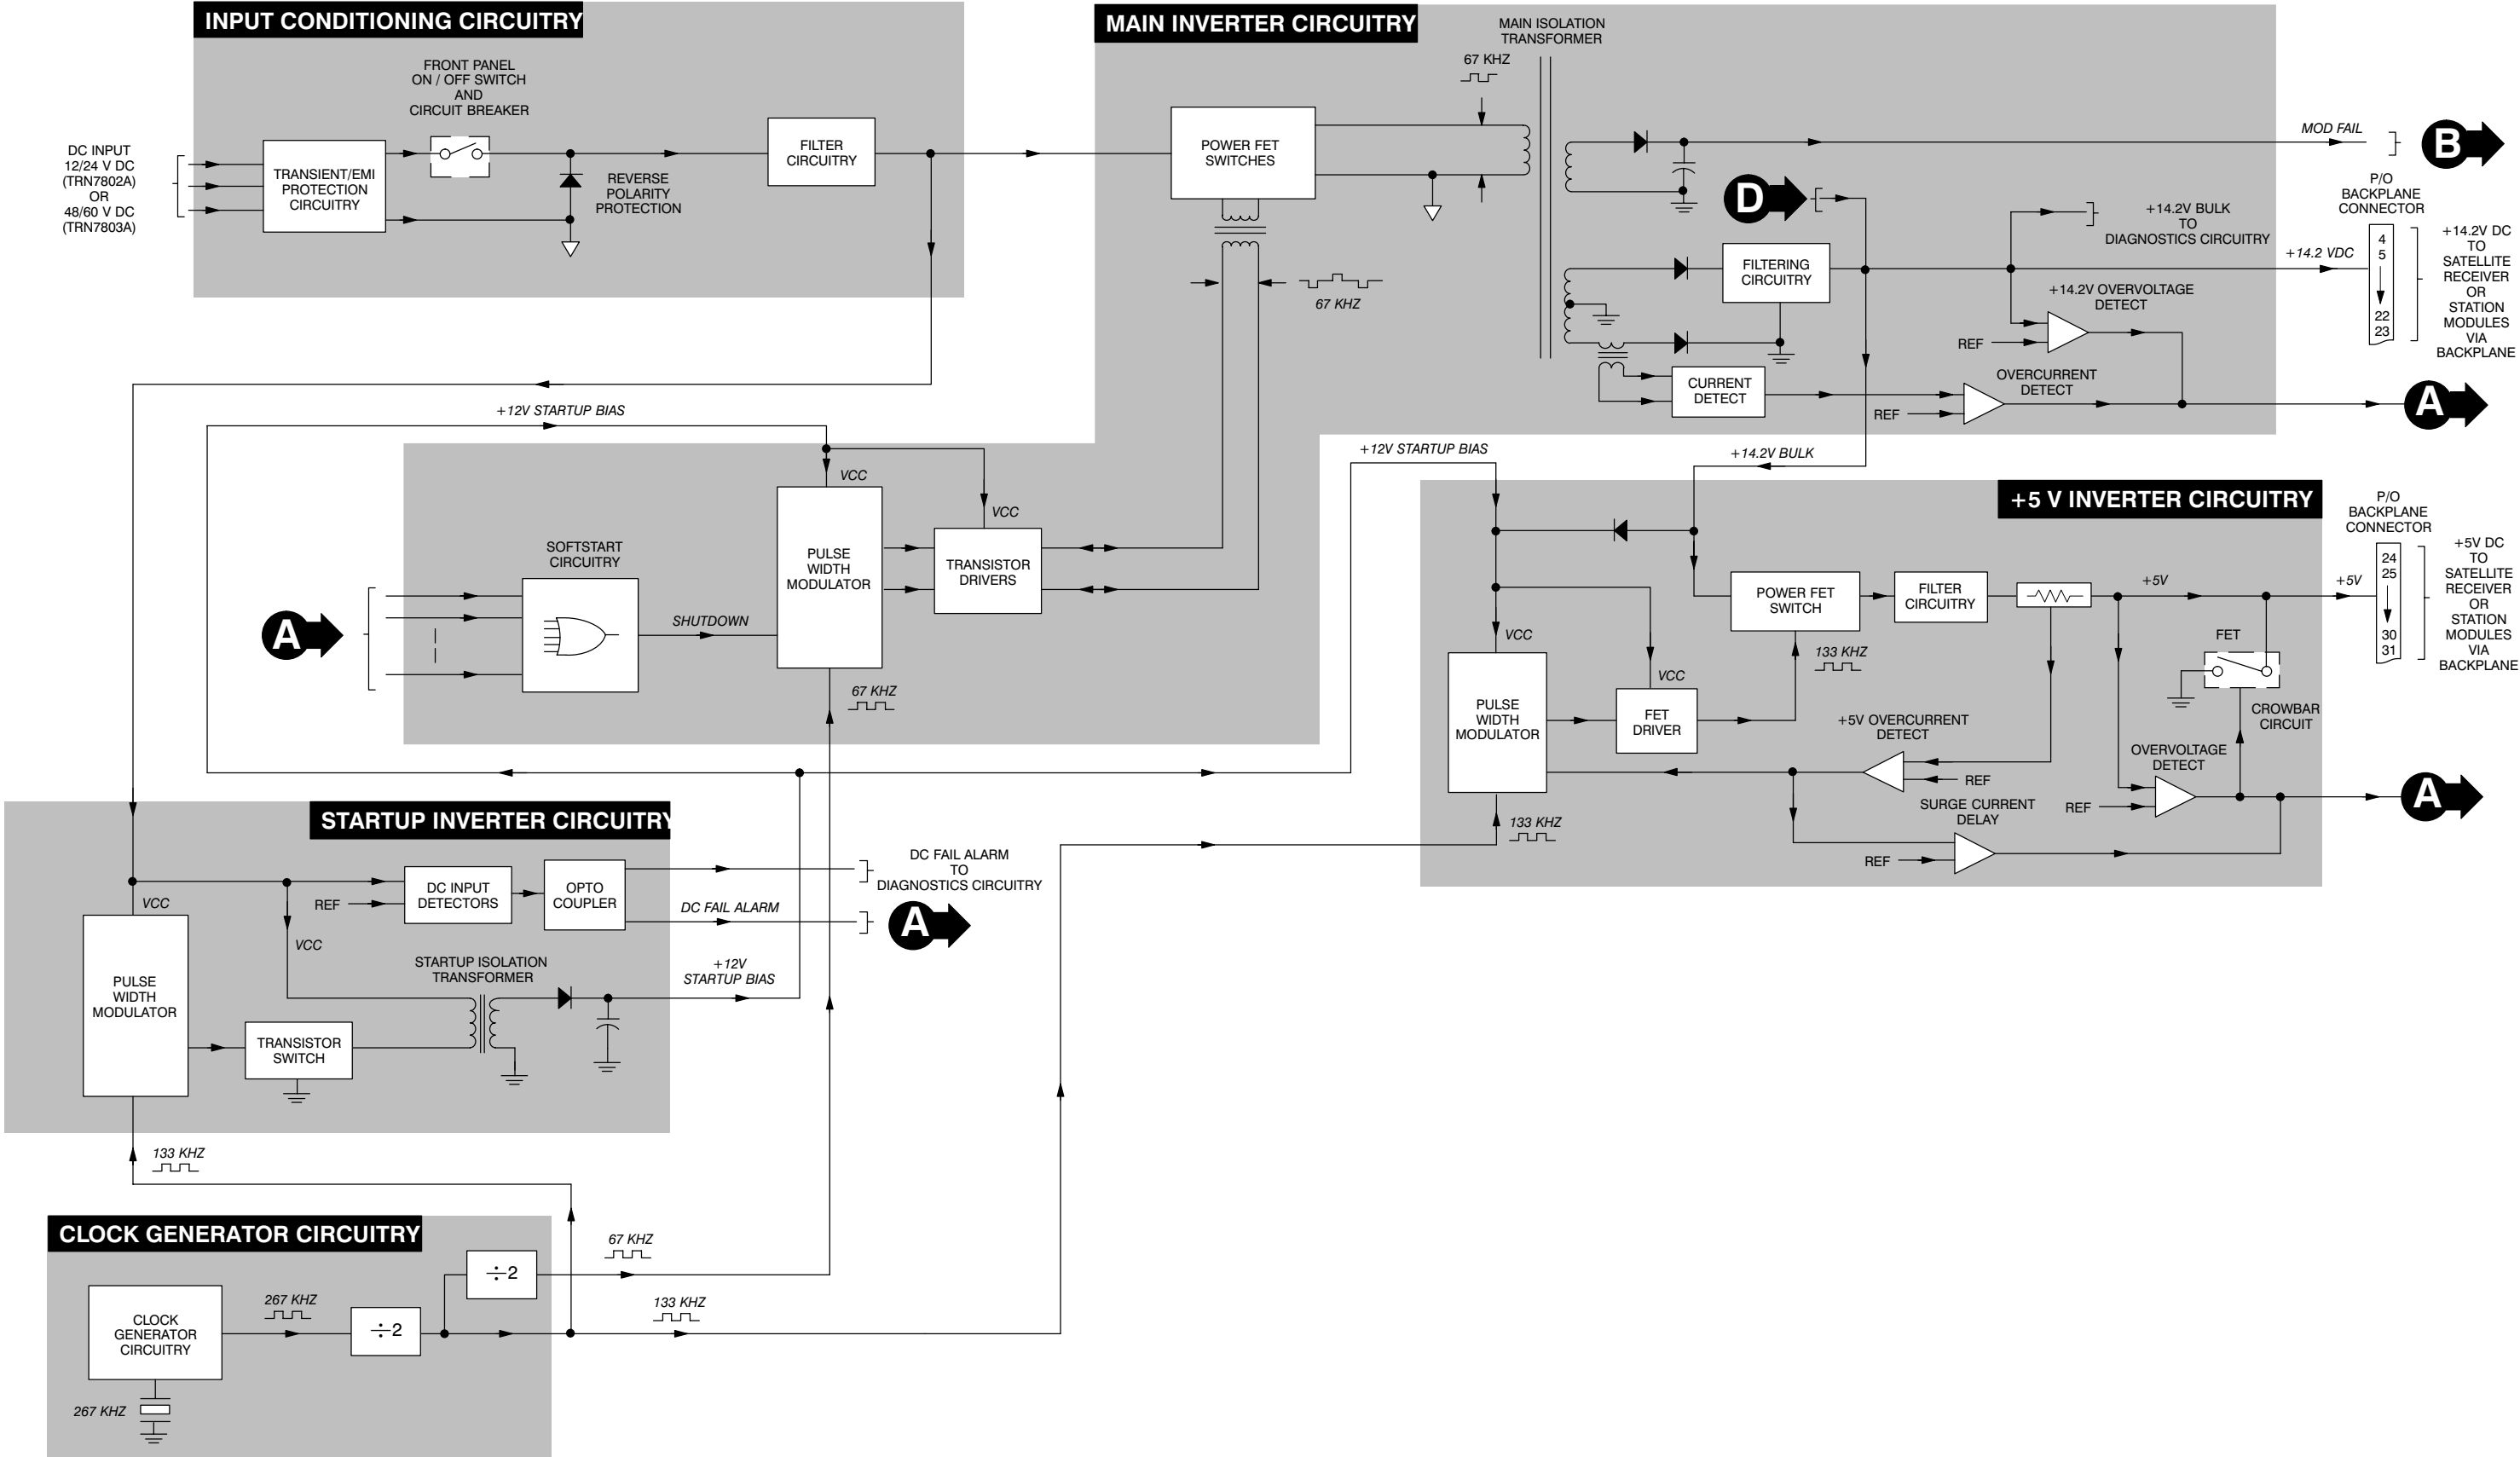 INPUT CONDITIONING CIRCUITRY
FRONT PANEL
ON / OFF SWITCH
AND
CIRCUIT BREAKER
DC INPUT
12/24 V DC
(TRN7802A)
OR
48/60 V DC
(TRN7803A)
TRANSIENT/EMI
PROTECTION
CIRCUITRY
REVERSE
POLARITY
PROTECTION
FILTER
CIRCUITRY
MAIN INVERTER CIRCUITRY
MAIN ISOLATION
TRANSFORMER
67 KHZ
POWER FET
SWITCHES
67 KHZ
MOD FAIL
B
D
P/O
BACKPLANE
CONNECTOR
+14.2V BULK
TO
DIAGNOSTICS CIRCUITRY
+14.2 VDC
4
5
22
23
+14.2V DC
TO
SATELLITE
RECEIVER
OR
STATION
MODULES
VIA
BACKPLANE
FILTERING
CIRCUITRY
+14.2V OVERVOLTAGE
DETECT
REF
CURRENT
DETECT
OVERCURRENT
DETECT
REF
A
+12V STARTUP BIAS
VCC
VCC
SOFTSTART
CIRCUITRY
PULSE
WIDTH
MODULATOR
TRANSISTOR
DRIVERS
A
SHUTDOWN
67 KHZ
+12V STARTUP BIAS
+14.2V BULK
+5 V INVERTER CIRCUITRY
P/O
BACKPLANE
CONNECTOR
24
25
30
31
+5V DC
TO
SATELLITE
RECEIVER
OR
STATION
MODULES
VIA
BACKPLANE
POWER FET
SWITCH
FILTER
CIRCUITRY
+5V
+5V
VCC
133 KHZ
FET
VCC
PULSE
WIDTH
MODULATOR
FET
DRIVER
+5V OVERCURRENT
DETECT
CROWBAR
CIRCUIT
OVERVOLTAGE
DETECT
REF
REF
SURGE CURRENT
DELAY
REF
133 KHZ
A
STARTUP INVERTER CIRCUITRY
DC FAIL ALARM
TO
DIAGNOSTICS CIRCUITRY
DC INPUT
DETECTORS
OPTO
COUPLER
VCC
REF
DC FAIL ALARM
A
VCC
STARTUP ISOLATION
TRANSFORMER
+12V
STARTUP BIAS
PULSE
WIDTH
MODULATOR
TRANSISTOR
SWITCH
133 KHZ
CLOCK GENERATOR CIRCUITRY
67 KHZ
÷2
267 KHZ
133 KHZ
CLOCK
GENERATOR
CIRCUITRY
÷2
267 KHZ